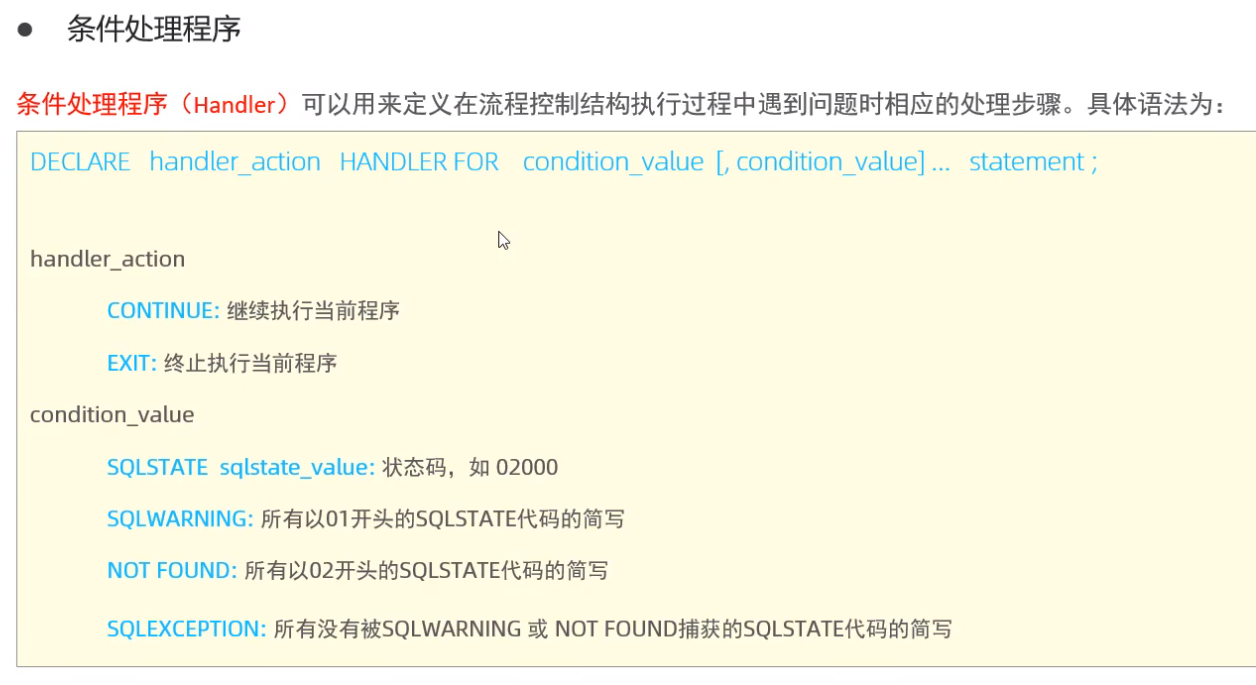 ● 条件处理程序
条件处理程序（Handler）可以用来定义在流程控制结构执行过程中遇到问题时相应的处理步骤。具体语法为：
DECLARE handler_action HANDLER FOR condition_value [, condition_value] ... statement ;
handler_action
CONTINUE: 继续执行当前程序
EXIT: 终止执行当前程序
condition_value
SQLSTATE sqlstate_value: 状态码，如 02000
SQLWARNING: 所有以01开头的SQLSTATE代码的简写
NOT FOUND: 所有以02开头的SQLSTATE代码的简写
SQLEXCEPTION: 所有没有被SQLWARNING 或 NOT FOUND捕获的SQLSTATE代码的简写